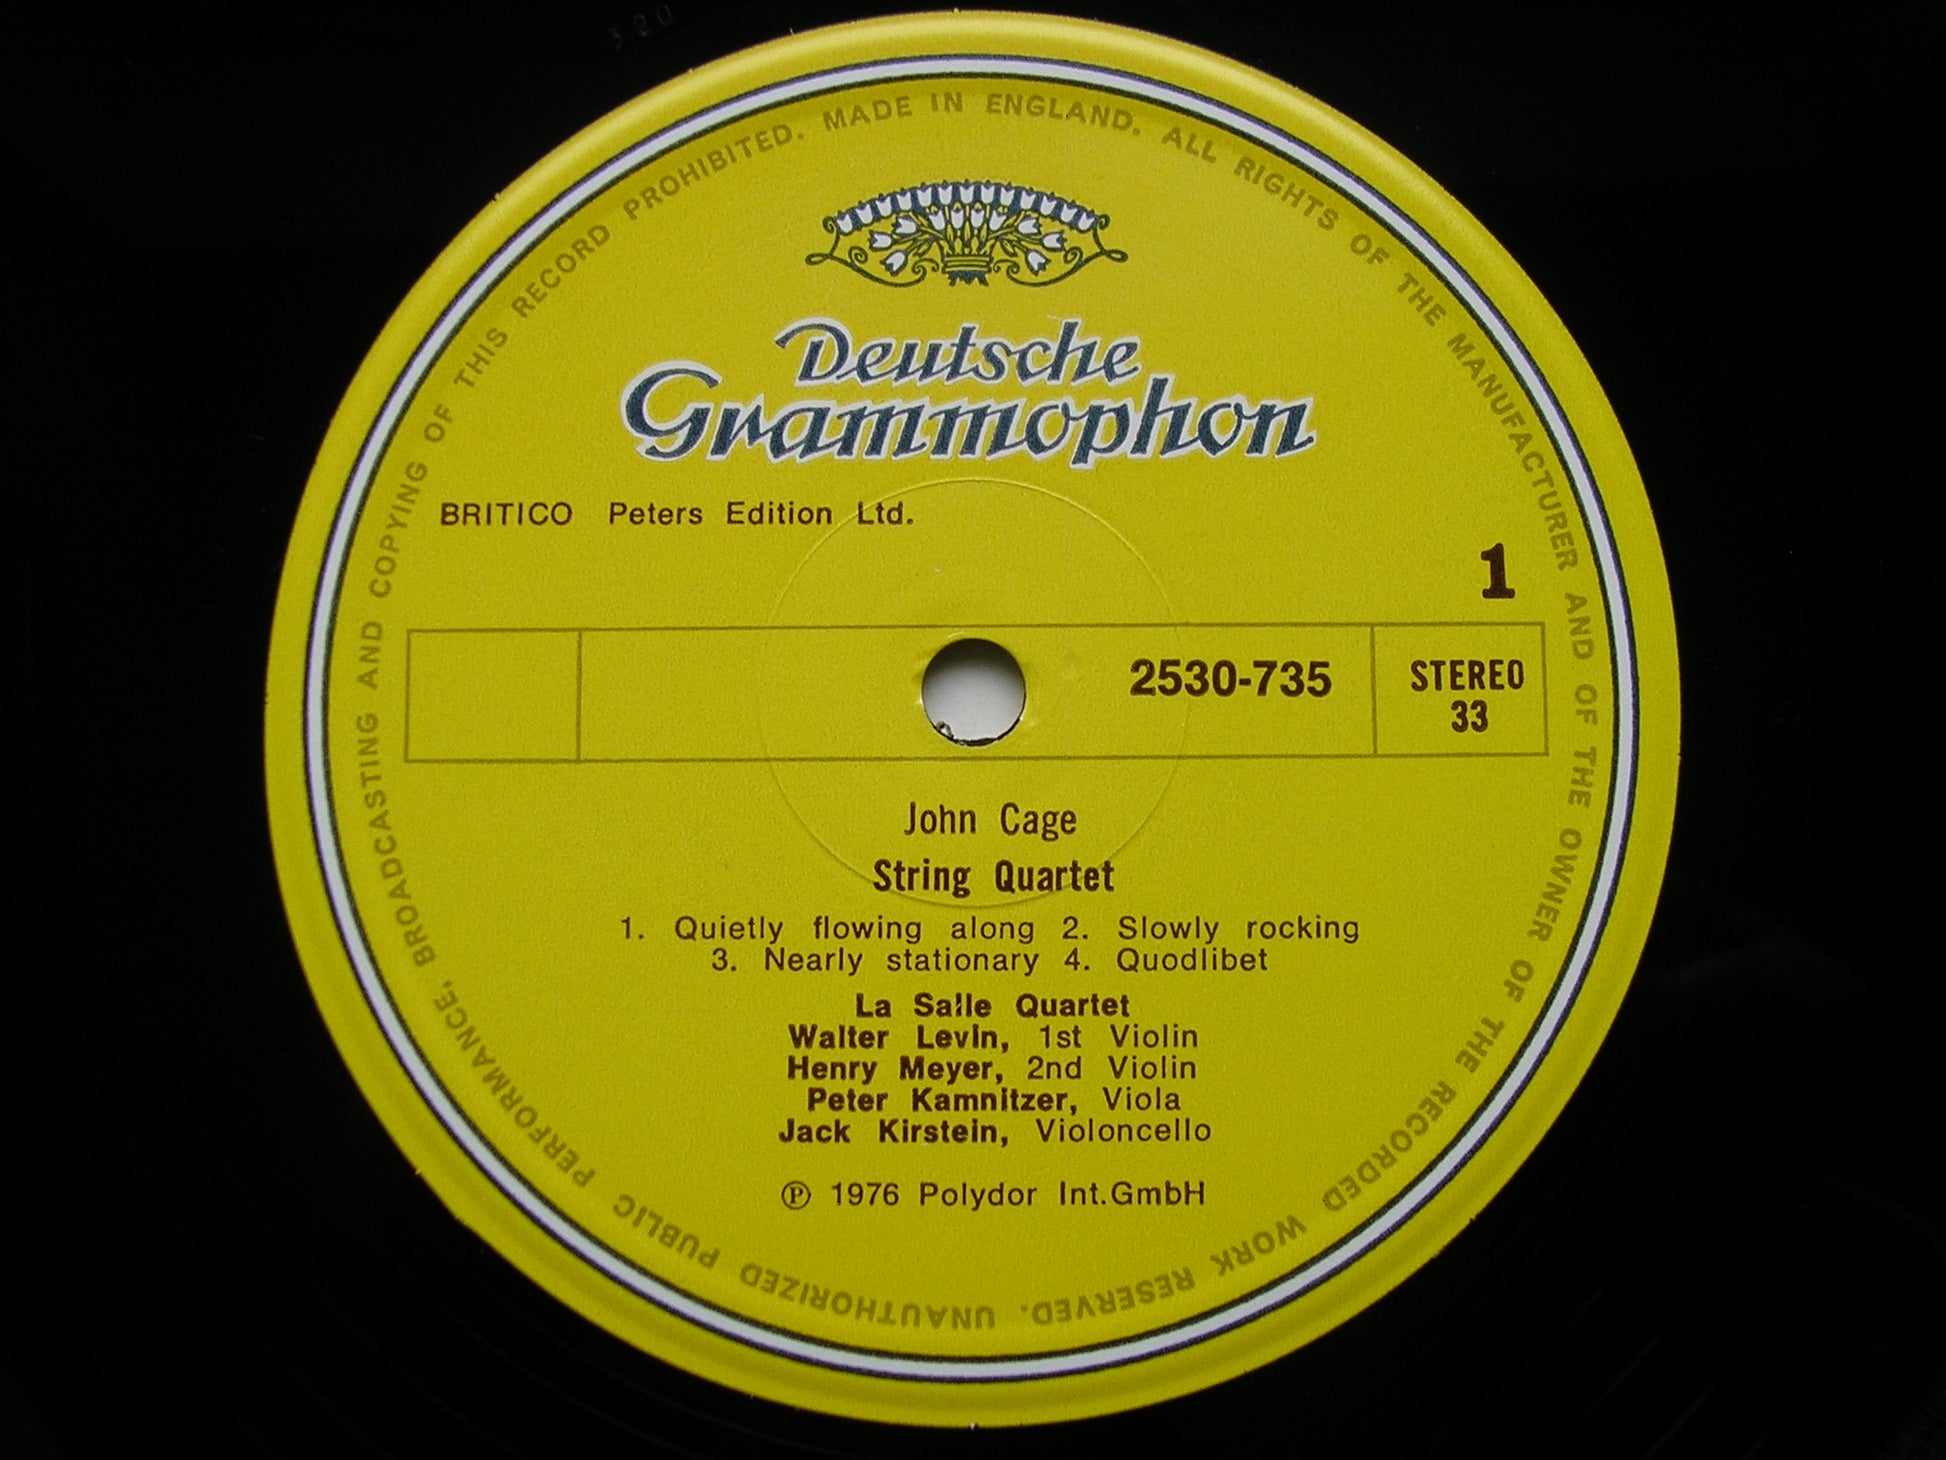 320
MADE IN ENGLAND. ALL RIGHTS OF THE MANUFACTURER AND OF THE OWNER OF THE RECORDED WORK RESERVED. UNAUTHORIZED PUBLIC PERFORMANCE, BROADCASTING AND COPYING OF THIS RECORD PROHIBITED.
Deutsche
Grammophon
BRITICO Peters Edition Ltd.
1
2530-735
STEREO
33
John Cage
String Quartet
1. Quietly flowing along 2. Slowly rocking
3. Nearly stationary 4. Quodlibet
La Salle Quartet
Walter Levin, 1st Violin
Henry Meyer, 2nd Violin
Peter Kamnitzer, Viola
Jack Kirstein, Violoncello
℗ 1976 Polydor Int.GmbH